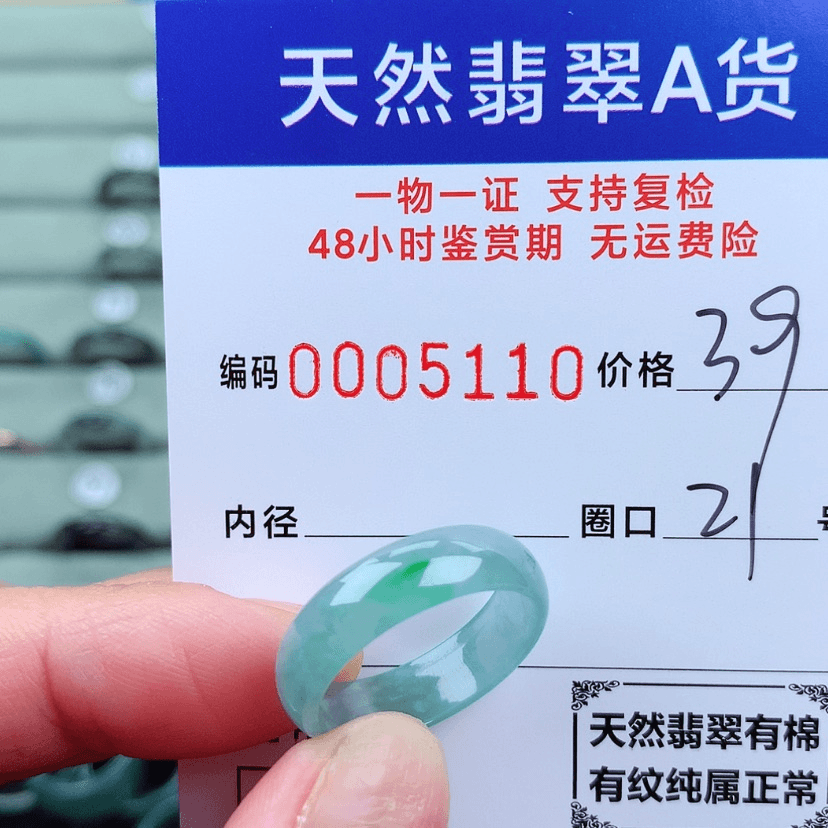 天然翡翠A货
一物一证 支持复检
48小时鉴赏期 无运费险
编码 0005110 价格 39
内径 圈口 21 号
天然翡翠有棉
有纹纯属正常